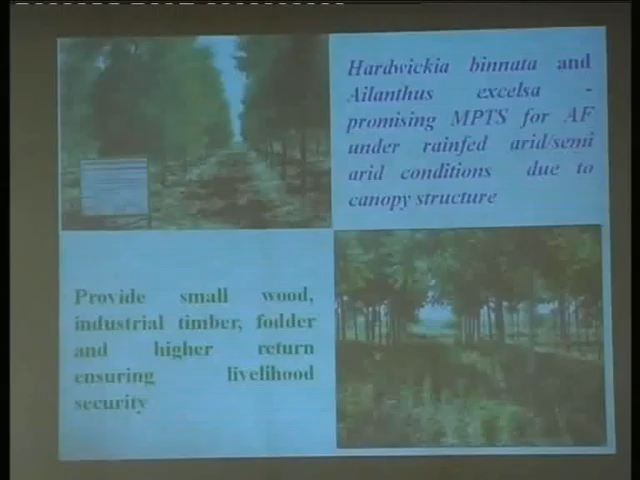 Hardwickia binnata and
Ailanthus excelsa -
promising MPTS for AF
under rainfed arid/semi
arid conditions due to
canopy structure
Provide small wood,
industrial timber, fodder
and higher return
ensuring livelihood
security